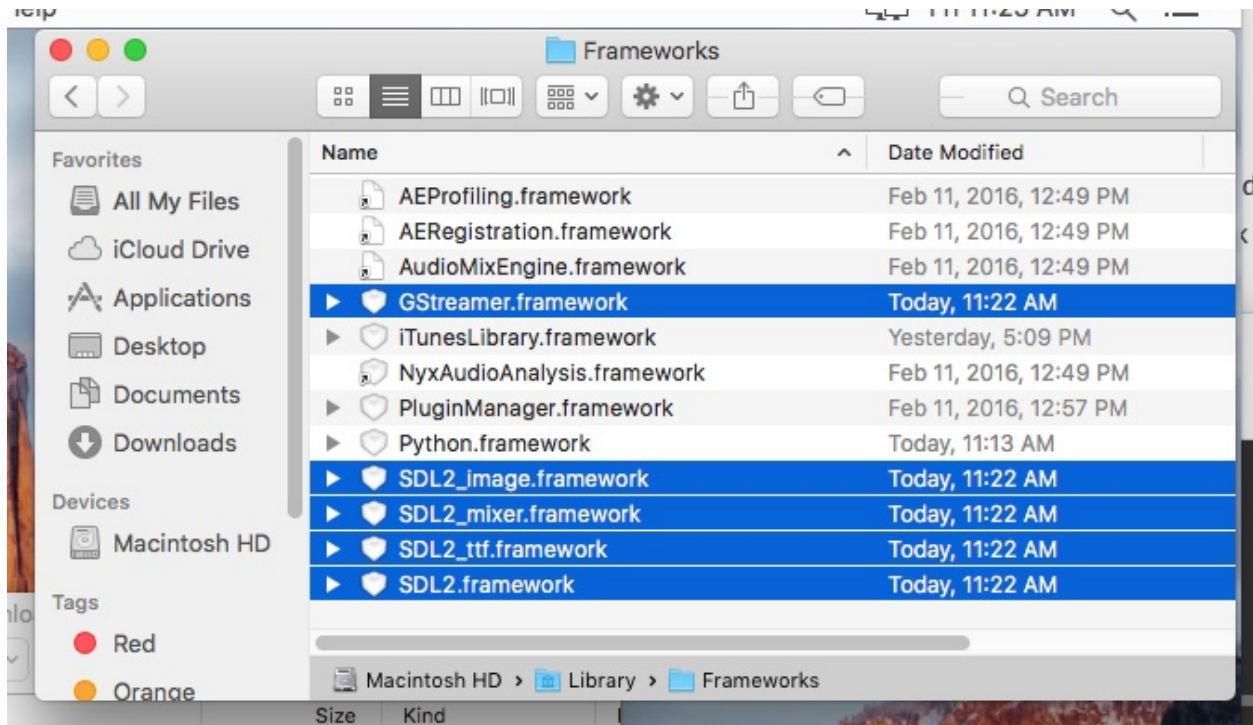 Help
Fri 11:23 AM
Frameworks
Search
Favorites
All My Files
iCloud Drive
Applications
Desktop
Documents
Downloads
Devices
Macintosh HD
Tags
Red
Orange
Name Date Modified
AEProfiling.framework Feb 11, 2016, 12:49 PM
AERegistration.framework Feb 11, 2016, 12:49 PM
AudioMixEngine.framework Feb 11, 2016, 12:49 PM
GStreamer.framework Today, 11:22 AM
iTunesLibrary.framework Yesterday, 5:09 PM
NyxAudioAnalysis.framework Feb 11, 2016, 12:49 PM
PluginManager.framework Feb 11, 2016, 12:57 PM
Python.framework Today, 11:13 AM
SDL2_image.framework Today, 11:22 AM
SDL2_mixer.framework Today, 11:22 AM
SDL2_ttf.framework Today, 11:22 AM
SDL2.framework Today, 11:22 AM
Macintosh HD › Library › Frameworks
Size Kind